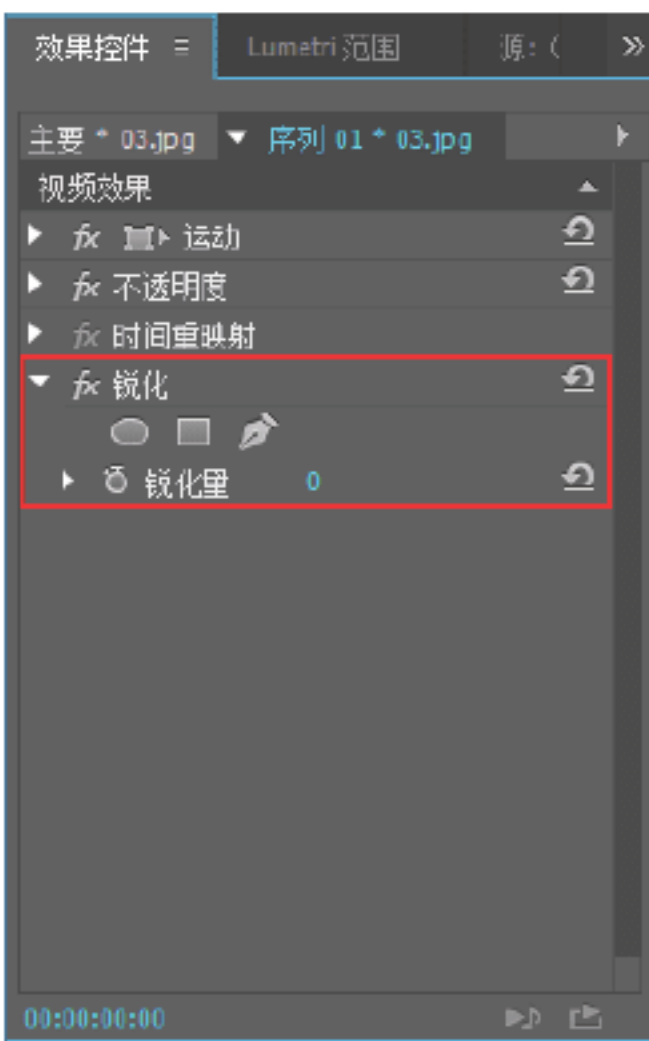 效果控件 Lumetri 范围 源:(
主要 * 03.jpg 序列 01 * 03.jpg
视频效果
fx 运动
fx 不透明度
fx 时间重映射
fx 锐化
锐化量 0
00:00:00:00